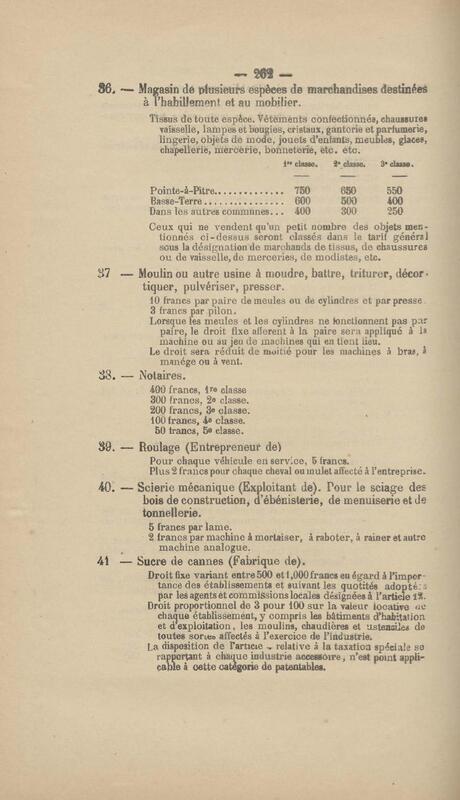 — 262 —
36. — Magasin de plusieurs espèces de marchandises destinées
à l'habillement et au mobilier.
Tissus de toute espèce. Vêtements confectionnés, chaussures
vaisselle, lampes et bougies, cristaux, ganterie et parfumerie,
lingerie, objets de mode, jouets d'enfants, meubles, glaces,
chapellerie, mercerie, bonneterie, etc. etc.
1re classe. 2e classe. 3e classe.
Pointe-à-Pitre............. 750 650 550
Basse-Terre............... 600 500 400
Dans les autres communes... 400 300 250
Ceux qui ne vendent qu'un petit nombre des objets men-
tionnés ci-dessus seront classés dans le tarif général
sous la désignation de marchands de tissus, de chaussures
ou de vaisselle, de merceries, de modistes, etc.
37 — Moulin ou autre usine à moudre, battre, triturer, décor-
tiquer, pulvériser, presser.
10 francs par paire de meules ou de cylindres et par presse.
3 francs par pilon.
Lorsque les meules et les cylindres ne fonctionnent pas par
paire, le droit fixe afférent à la paire sera appliqué à la
machine ou au jeu de machines qui en tient lieu.
Le droit sera réduit de moitié pour les machines à bras, à
manége ou à vent.
38. — Notaires.
400 francs, 1re classe
300 francs, 2e classe.
200 francs, 3e classe.
100 francs, 4e classe.
50 francs, 5e classe.
39. — Roulage (Entrepreneur de)
Pour chaque véhicule en service, 5 francs.
Plus 2 francs pour chaque cheval ou mulet affecté à l'entreprise.
40. — Scierie mécanique (Exploitant de). Pour le sciage des
bois de construction, d'ébénisterie, de menuiserie et de
tonnellerie.
5 francs par lame.
2 francs par machine à mortaiser, à raboter, à rainer et autre
machine analogue.
41 — Sucre de cannes (Fabrique de).
Droit fixe variant entre 500 et 1,000 francs eu égard à l'impor-
tance des établissements et suivant les quotités adoptées
par les agents et commissions locales désignées à l'article 12.
Droit proportionnel de 3 pour 100 sur la valeur locative de
chaque établissement, y compris les bâtiments d'habitation
et d'exploitation, les moulins, chaudières et ustensiles de
toutes sortes affectés à l'exercice de l'industrie.
La disposition de l'article relative à la taxation spéciale se
rapportant à chaque industrie accessoire, n'est point appli-
cable à cette catégorie de patentables.